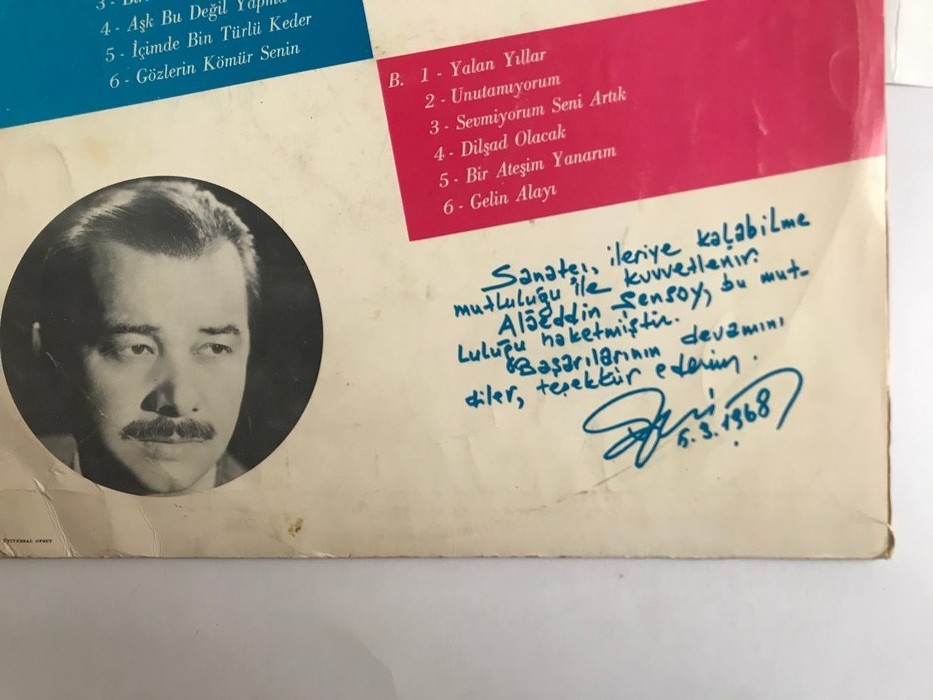 4 - Aşk Bu Değil Yapma
5 - İçimde Bin Türlü Keder
6 - Gözlerin Kömür Senin
B. 1 - Yalan Yıllar
2 - Unutamıyorum
3 - Sevmiyorum Seni Artık
4 - Dilşad Olacak
5 - Bir Ateşim Yanarım
6 - Gelin Alayı
Sanatçı, ileriye kalabilme
mutluluğu ile kuvvetlenir.
Alâeddin Şensoy, bu mut-
luluğu haketmiştir.
Başarılarının devamını
diler, teşekkür ederim.
5.3.1968
UNIVERSAL OFSET